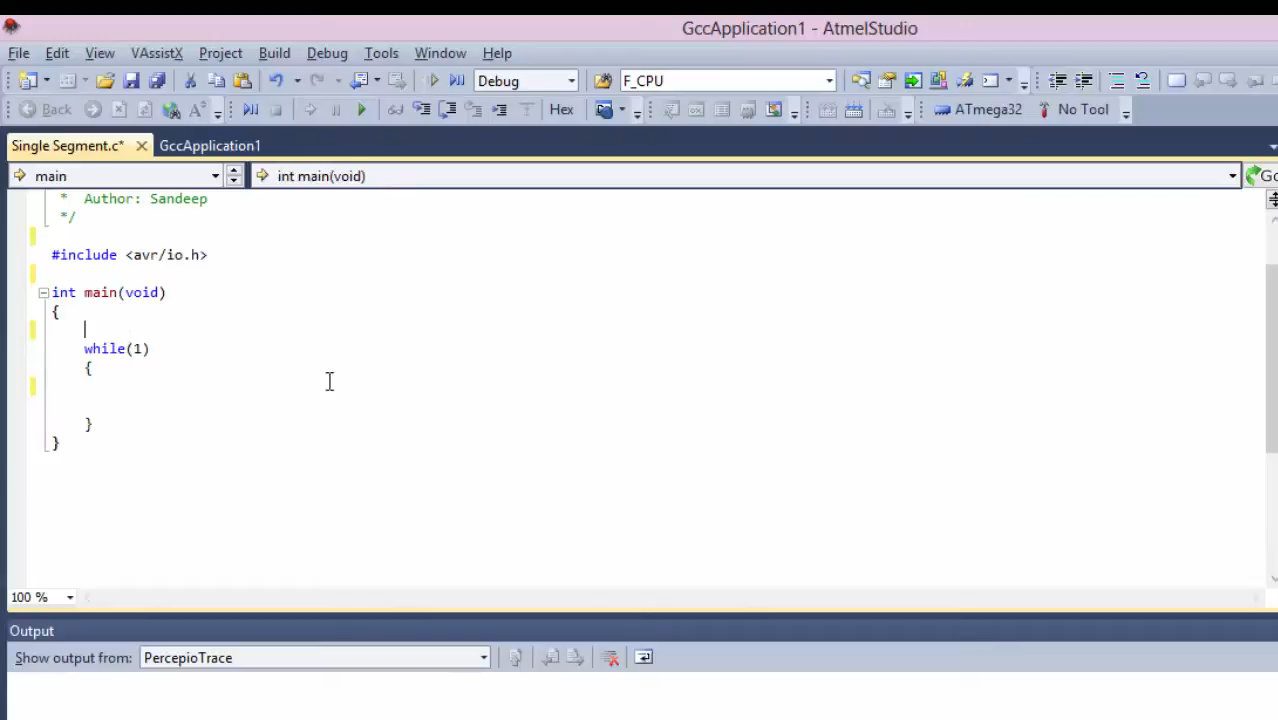 GccApplication1 - AtmelStudio
File Edit View VAssistX Project Build Debug Tools Window Help
Debug F_CPU
Back Hex ATmega32 No Tool
Single Segment.c* GccApplication1
main int main(void) Go
* Author: Sandeep
*/
#include <avr/io.h>
int main(void)
{
while(1)
{
}
}
100 %
Output
Show output from: PercepioTrace